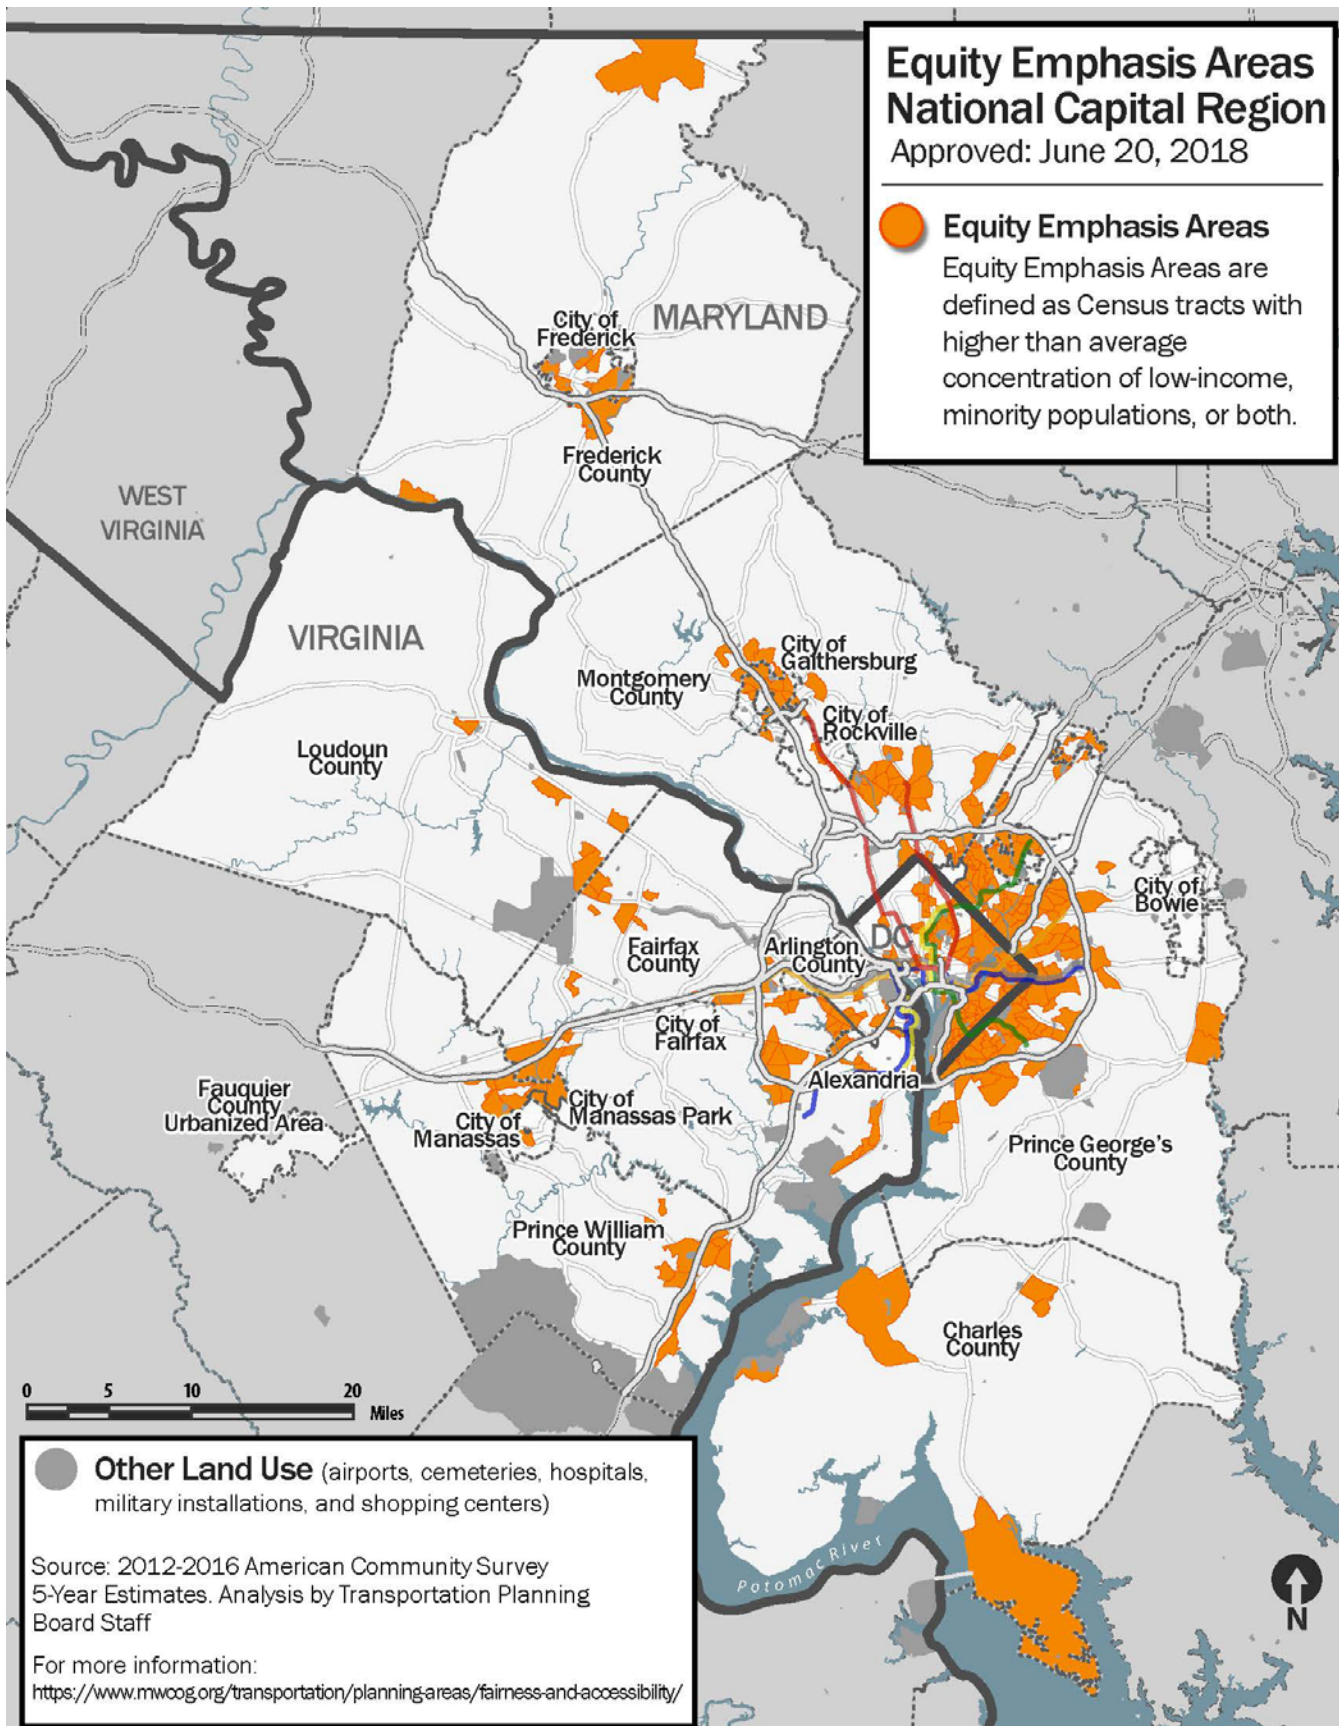 Equity Emphasis Areas
National Capital Region
Approved: June 20, 2018
Equity Emphasis Areas
Equity Emphasis Areas are
defined as Census tracts with
higher than average
concentration of low-income,
minority populations, or both.
City of
Frederick
MARYLAND
Frederick
County
WEST
VIRGINIA
VIRGINIA
City of
Gaithersburg
Montgomery
County
City of
Rockville
Loudoun
County
City of
Bowie
DC
Fairfax
County
Arlington
County
City of
Fairfax
Alexandria
Fauquier
County
Urbanized Area
City of
Manassas Park
City of
Manassas
Prince George's
County
Prince William
County
Charles
County
0 5 10 20
Miles
Other Land Use (airports, cemeteries, hospitals,
military installations, and shopping centers)
Source: 2012-2016 American Community Survey
5-Year Estimates. Analysis by Transportation Planning
Board Staff
For more information:
https://www.mwcog.org/transportation/planning-areas/fairness-and-accessibility/
Potomac River
N